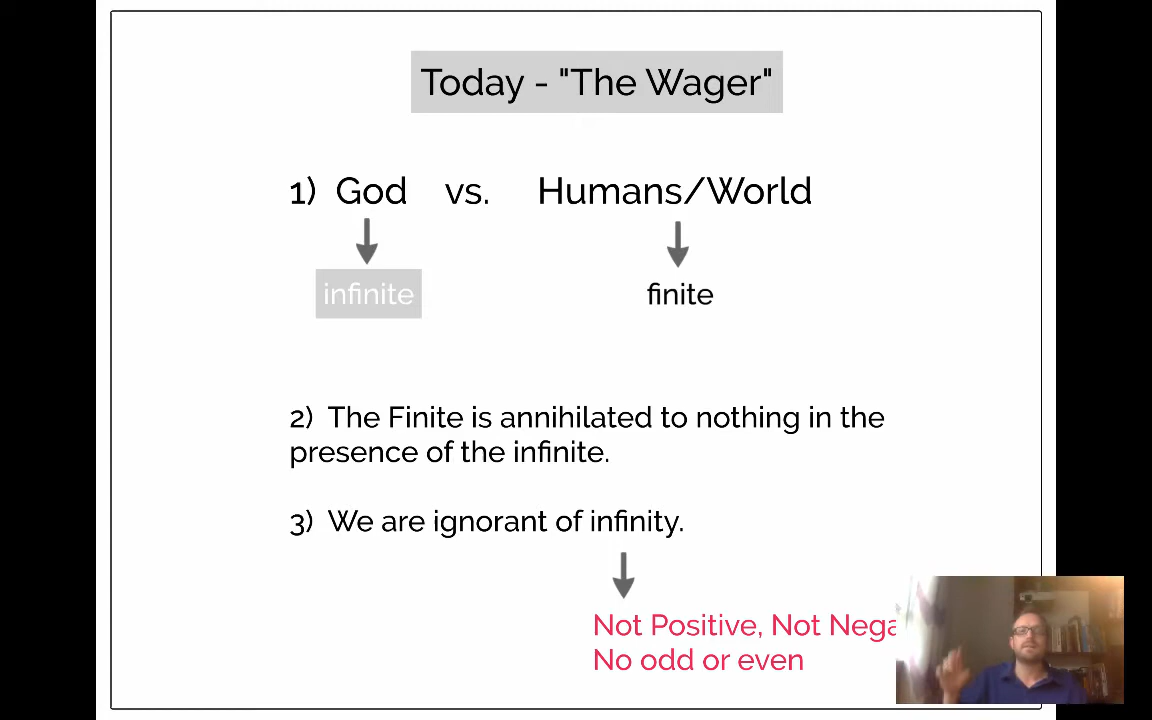 Today - "The Wager"
1) God vs. Humans/World
infinite finite
2) The Finite is annihilated to nothing in the
presence of the infinite.
3) We are ignorant of infinity.
Not Positive, Not Nega
No odd or even